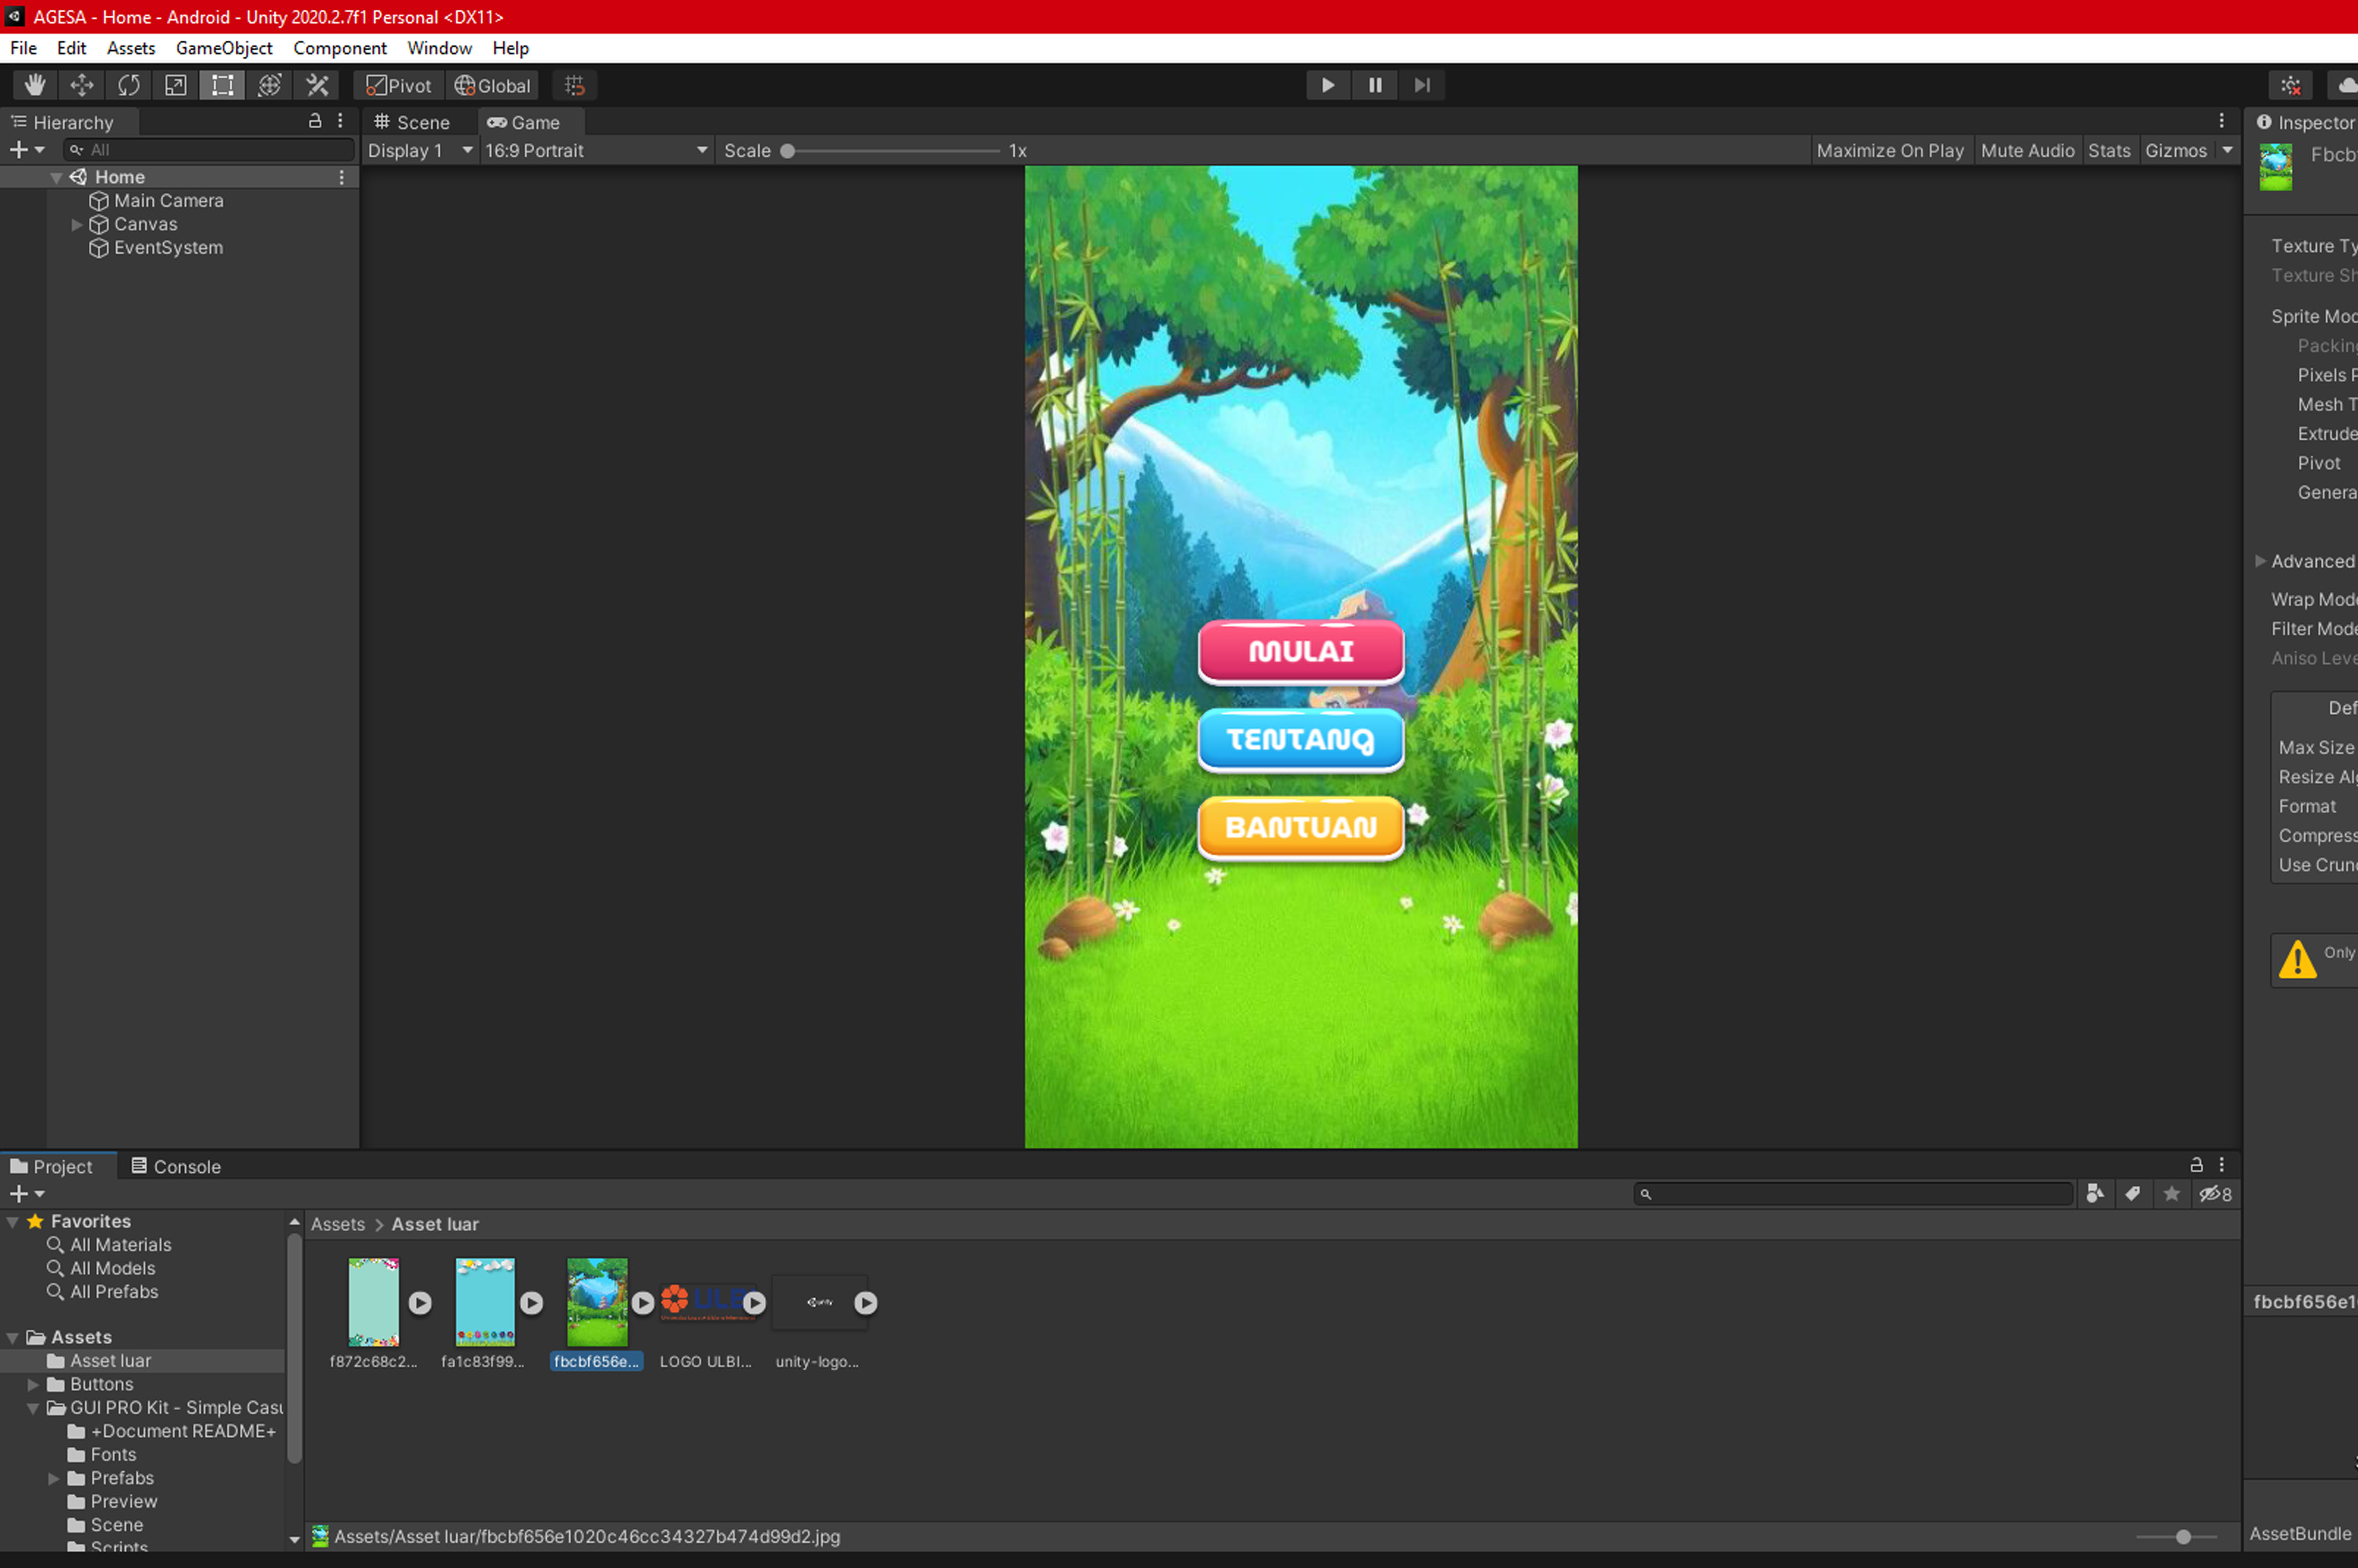 AGESA - Home - Android - Unity 2020.2.7f1 Personal <DX11>
File Edit Assets GameObject Component Window Help
Pivot Global
Hierarchy
Scene Game
Inspector
All
Display 1 16:9 Portrait Scale 1x
Maximize On Play Mute Audio Stats Gizmos
Fbcb
Home
Main Camera
Canvas
EventSystem
Texture Ty
Texture Sh
Sprite Mod
Packing
Pixels P
Mesh T
Extrude
Pivot
Genera
Advanced
Wrap Mode
Filter Mode
Aniso Leve
Def
Max Size
Resize Alg
Format
Compress
Use Crunc
Only
MULAI
TENTANG
BANTUAN
Project Console
8
Favorites
All Materials
All Models
All Prefabs
Assets
Asset luar
Buttons
GUI PRO Kit - Simple Casu
+Document README+
Fonts
Prefabs
Preview
Scene
Scripts
Assets > Asset luar
ULB
unity
f872c68c2... fa1c83f99... fbcbf656e... LOGO ULBI... unity-logo...
Assets/Asset luar/fbcbf656e1020c46cc34327b474d99d2.jpg
fbcbf656e1
AssetBundle